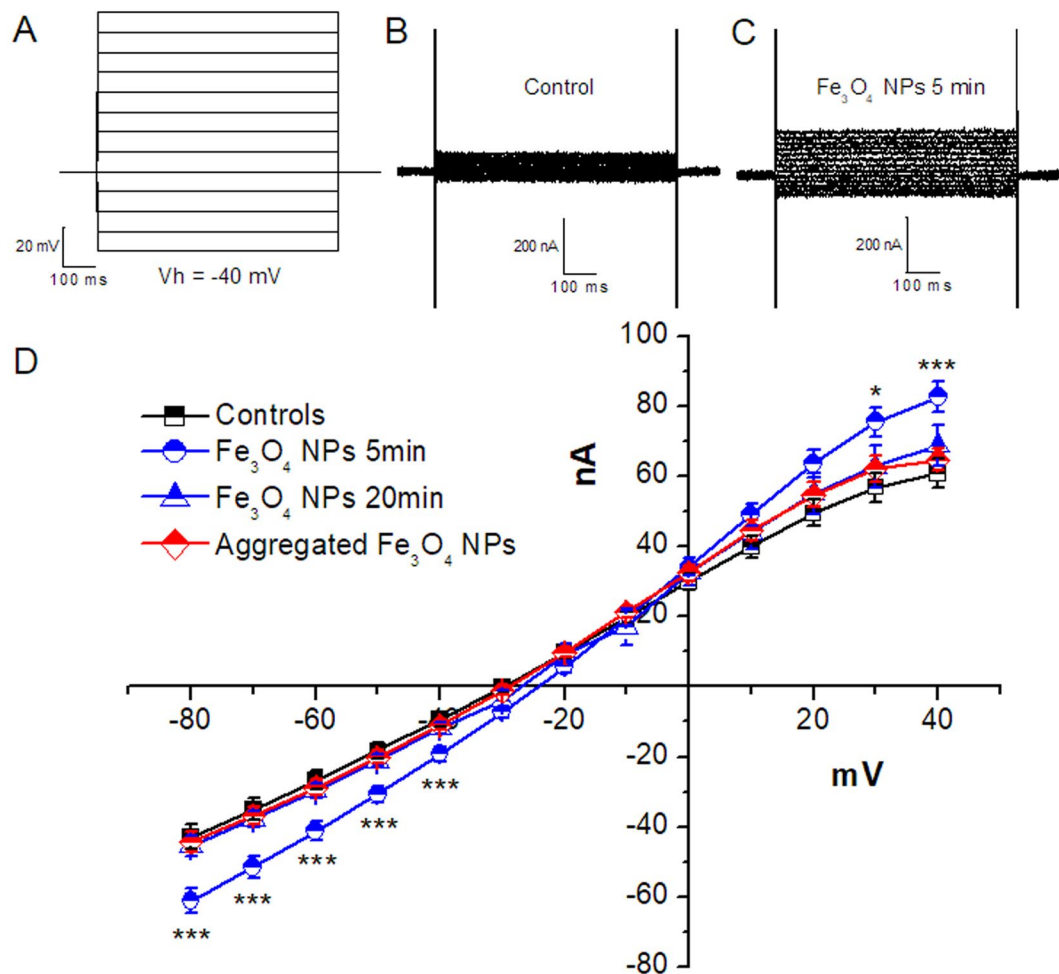 A
20 mV
100 ms
Vh = -40 mV
B
Control
200 nA
100 ms
C
Fe₃O₄ NPs 5 min
200 nA
100 ms
D
Controls
Fe₃O₄ NPs 5min
Fe₃O₄ NPs 20min
Aggregated Fe₃O₄ NPs
nA
100
80
60
40
20
-20
-40
-60
-80
-80
-60
-40
-20
20
40
mV
*
***
***
***
***
***
***